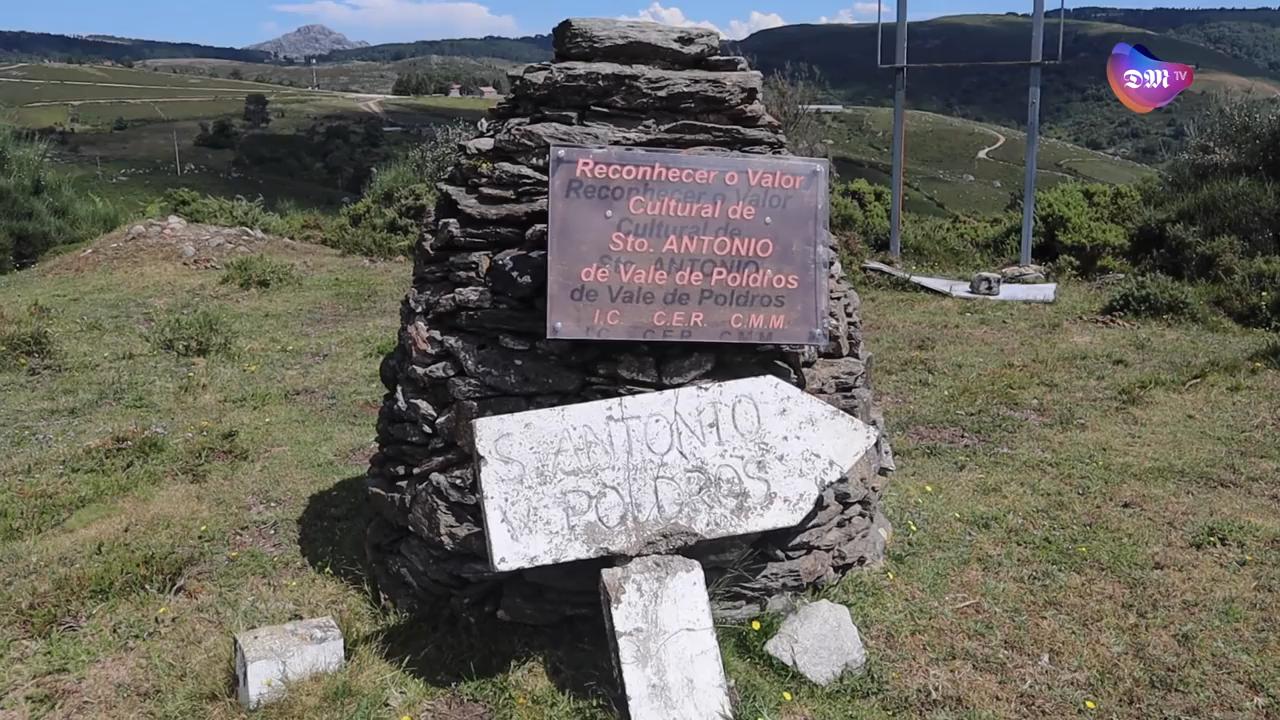 DM TV
Reconhecer o Valor
Cultural de
Sto. ANTONIO
de Vale de Poldros
I.C. C.E.R. C.M.M.
S. ANTONIO
V. POLDROS